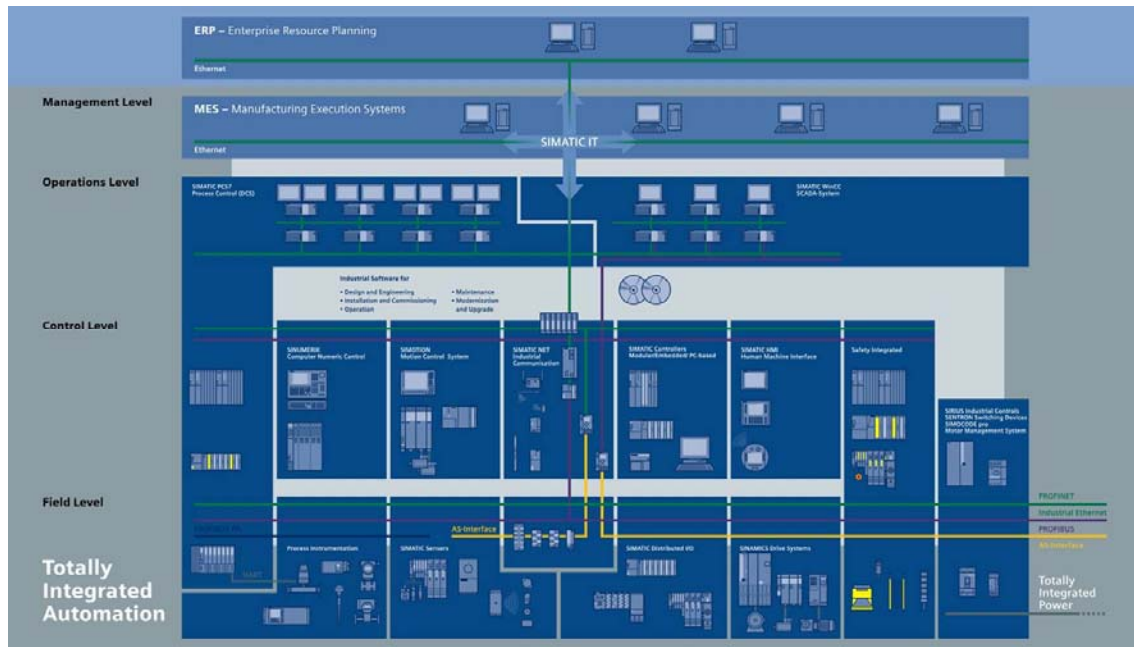 ERP – Enterprise Resource Planning
Ethernet
Management Level
MES – Manufacturing Execution Systems
SIMATIC IT
Ethernet
Operations Level
SIMATIC PCS7
Process Control (DCS)
SIMATIC WinCC
SCADA-System
Industrial Software for
• Design and Engineering
• Installation and Commissioning
• Operation
• Maintenance
• Modernization
and Upgrade
Control Level
SINUMERIK
Computer Numeric Control
SIMOTION
Motion Control System
SIMATIC NET
Industrial
Communication
SIMATIC Controllers
Modular/Embedded/ PC-based
SIMATIC HMI
Human Machine Interface
Safety Integrated
SIRIUS Industrial Controls
SENTRON Switching Devices
SIMOCODE pro
Motor Management System
Field Level
PROFINET
Industrial Ethernet
PROFIBUS
AS-Interface
PROFIBUS PA
AS-Interface
HART
Process Instrumentation
SIMATIC Sensors
SIMATIC Distributed I/O
SINAMICS Drive Systems
Totally
Integrated
Automation
Totally
Integrated
Power